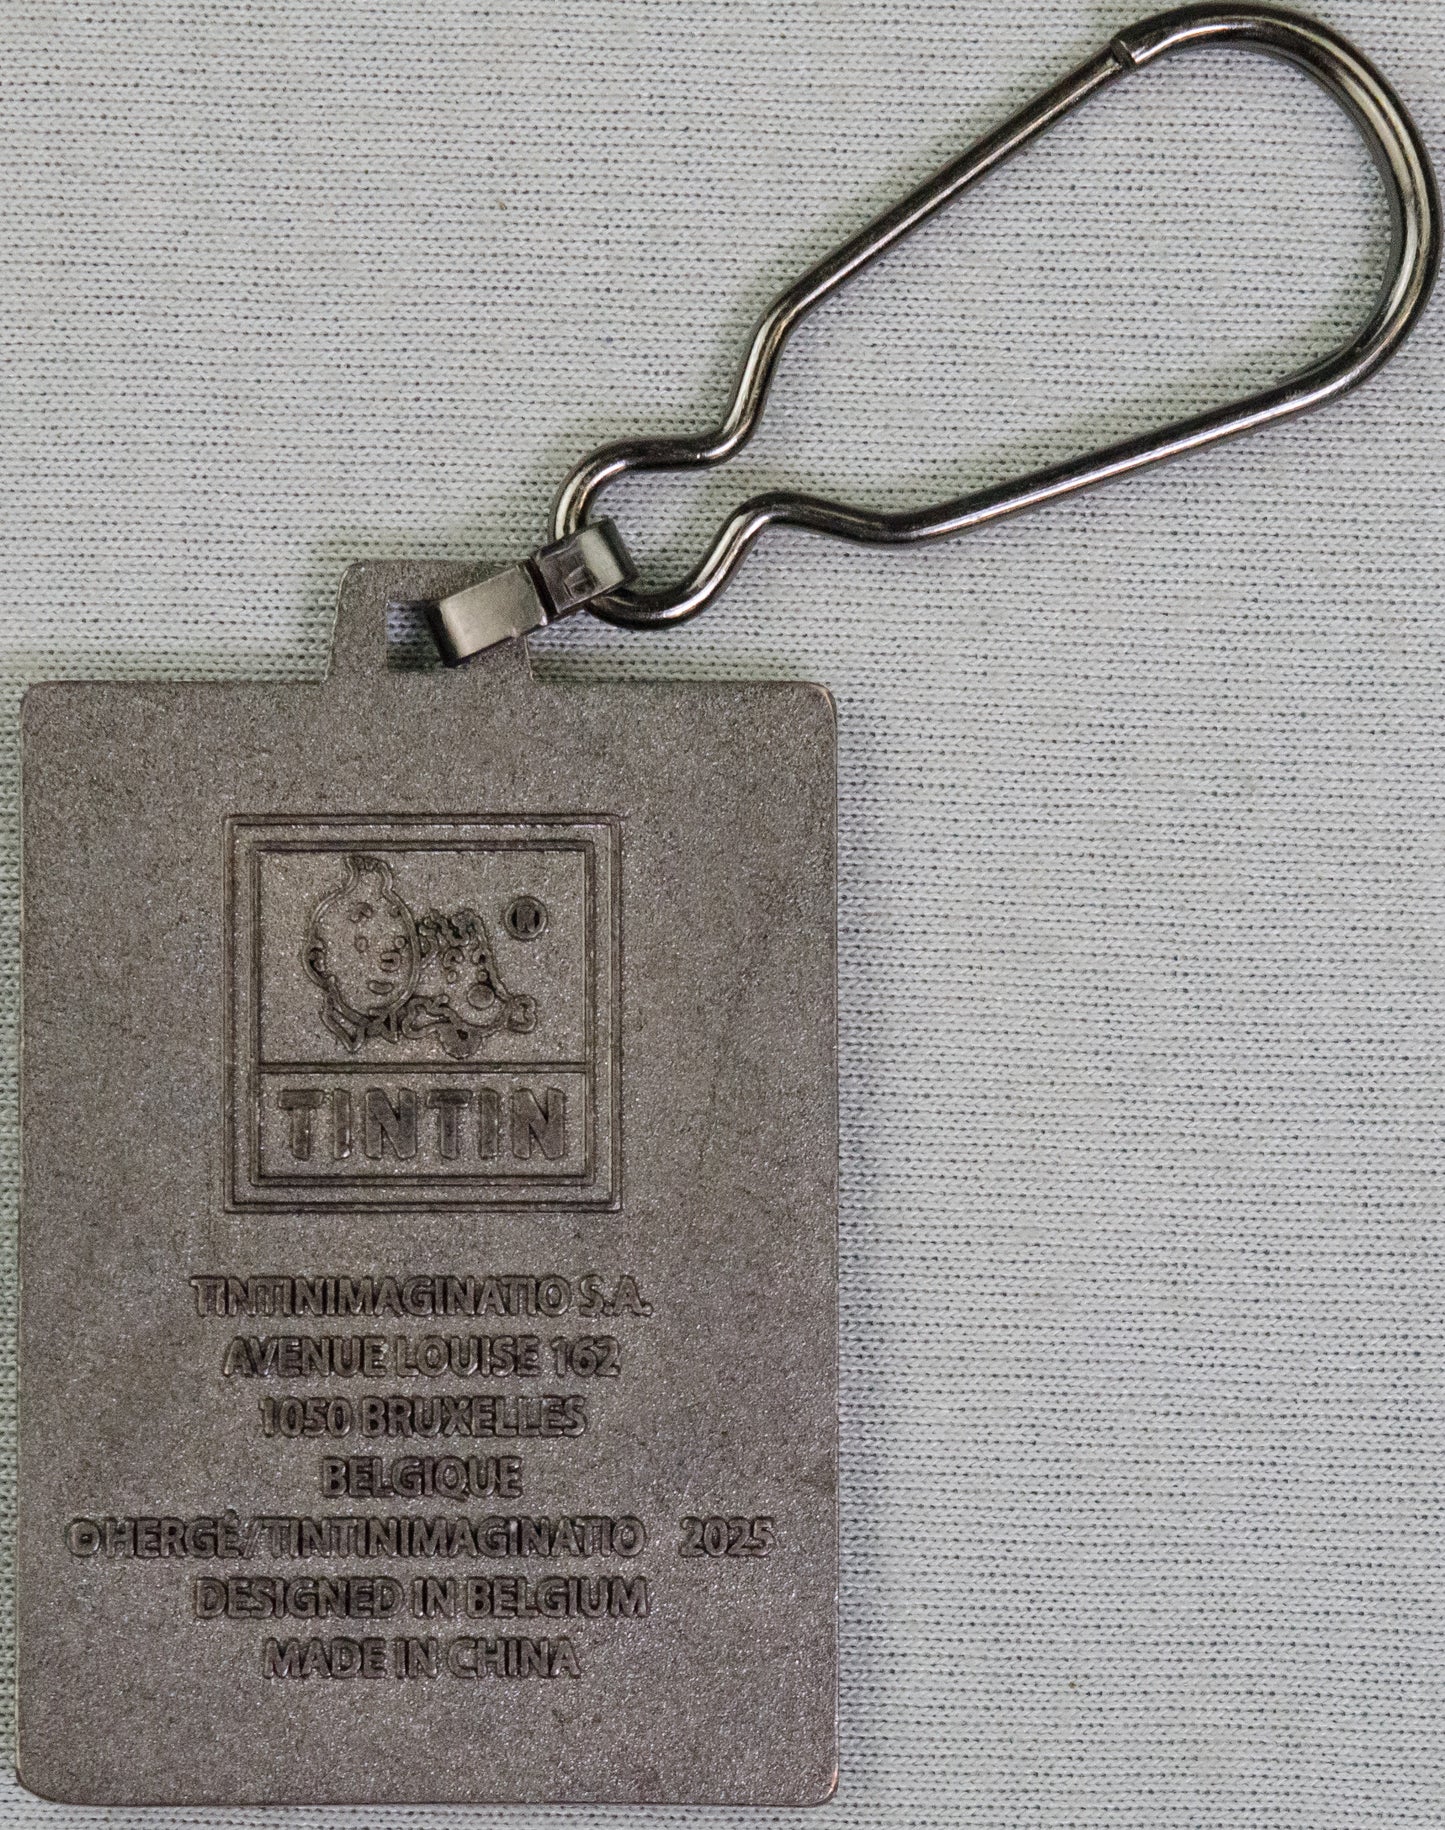 ®
TINTIN
TINTINIMAGINATIO S.A.
AVENUE LOUISE 162
1050 BRUXELLES
BELGIQUE
©HERGÉ/TINTINIMAGINATIO 2025
DESIGNED IN BELGIUM
MADE IN CHINA